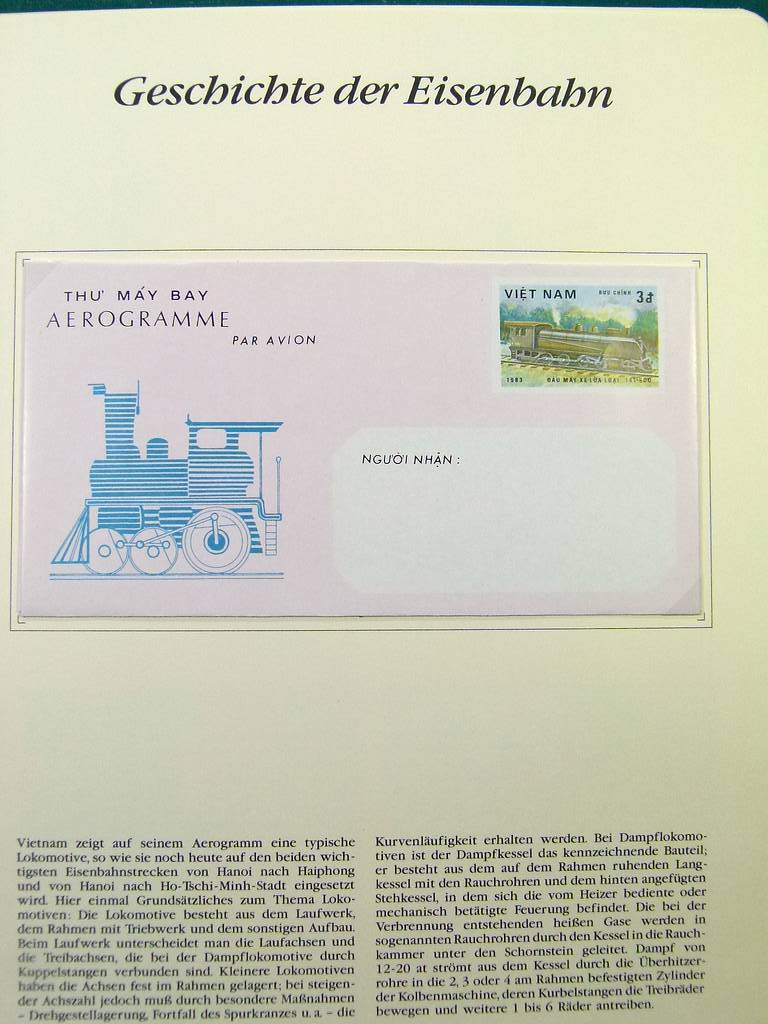 Geschichte der Eisenbahn
THƯ MÁY BAY
AEROGRAMME
PAR AVION
VIỆT NAM
BƯU CHÍNH 3đ
1983 ĐẦU MÁY XE LỬA LOẠI 141-500
NGƯỜI NHẬN :
Vietnam zeigt auf seinem Aerogramm eine typische
Lokomotive, so wie sie noch heute auf den beiden wich-
tigsten Eisenbahnstrecken von Hanoi nach Haiphong
und von Hanoi nach Ho-Tschi-Minh-Stadt eingesetzt
wird. Hier einmal Grundsätzliches zum Thema Loko-
motiven: Die Lokomotive besteht aus dem Laufwerk,
dem Rahmen mit Triebwerk und dem sonstigen Aufbau.
Beim Laufwerk unterscheidet man die Laufachsen und
die Treibachsen, die bei der Dampflokomotive durch
Kuppelstangen verbunden sind. Kleinere Lokomotiven
haben die Achsen fest im Rahmen gelagert; bei steigen-
der Achszahl jedoch muß durch besondere Maßnahmen
– Drehgestellagerung, Fortfall des Spurkranzes u. a. – die
Kurvenläufigkeit erhalten werden. Bei Dampflokomo-
tiven ist der Dampfkessel das kennzeichnende Bauteil;
er besteht aus dem auf dem Rahmen ruhenden Lang-
kessel mit den Rauchrohren und dem hinten angefügten
Stehkessel, in dem sich die vom Heizer bediente oder
mechanisch betätigte Feuerung befindet. Die bei der
Verbrennung entstehenden heißen Gase werden in
sogenannten Rauchrohren durch den Kessel in die Rauch-
kammer unter den Schornstein geleitet. Dampf von
12-20 at strömt aus dem Kessel durch die Überhitzer-
rohre in die 2, 3 oder 4 am Rahmen befestigten Zylinder
der Kolbenmaschine, deren Kurbelstangen die Treibräder
bewegen und weitere 1 bis 6 Räder antreiben.